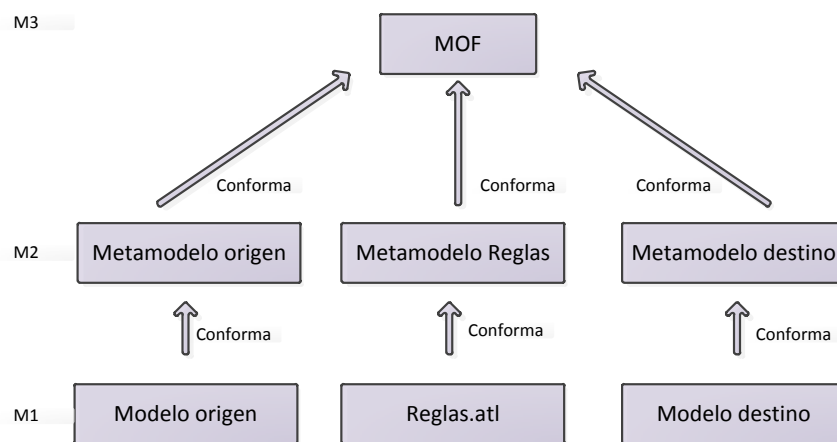 M3
MOF
Conforma
Conforma
Conforma
M2
Metamodelo origen
Metamodelo Reglas
Metamodelo destino
Conforma
Conforma
Conforma
M1
Modelo origen
Reglas.atl
Modelo destino